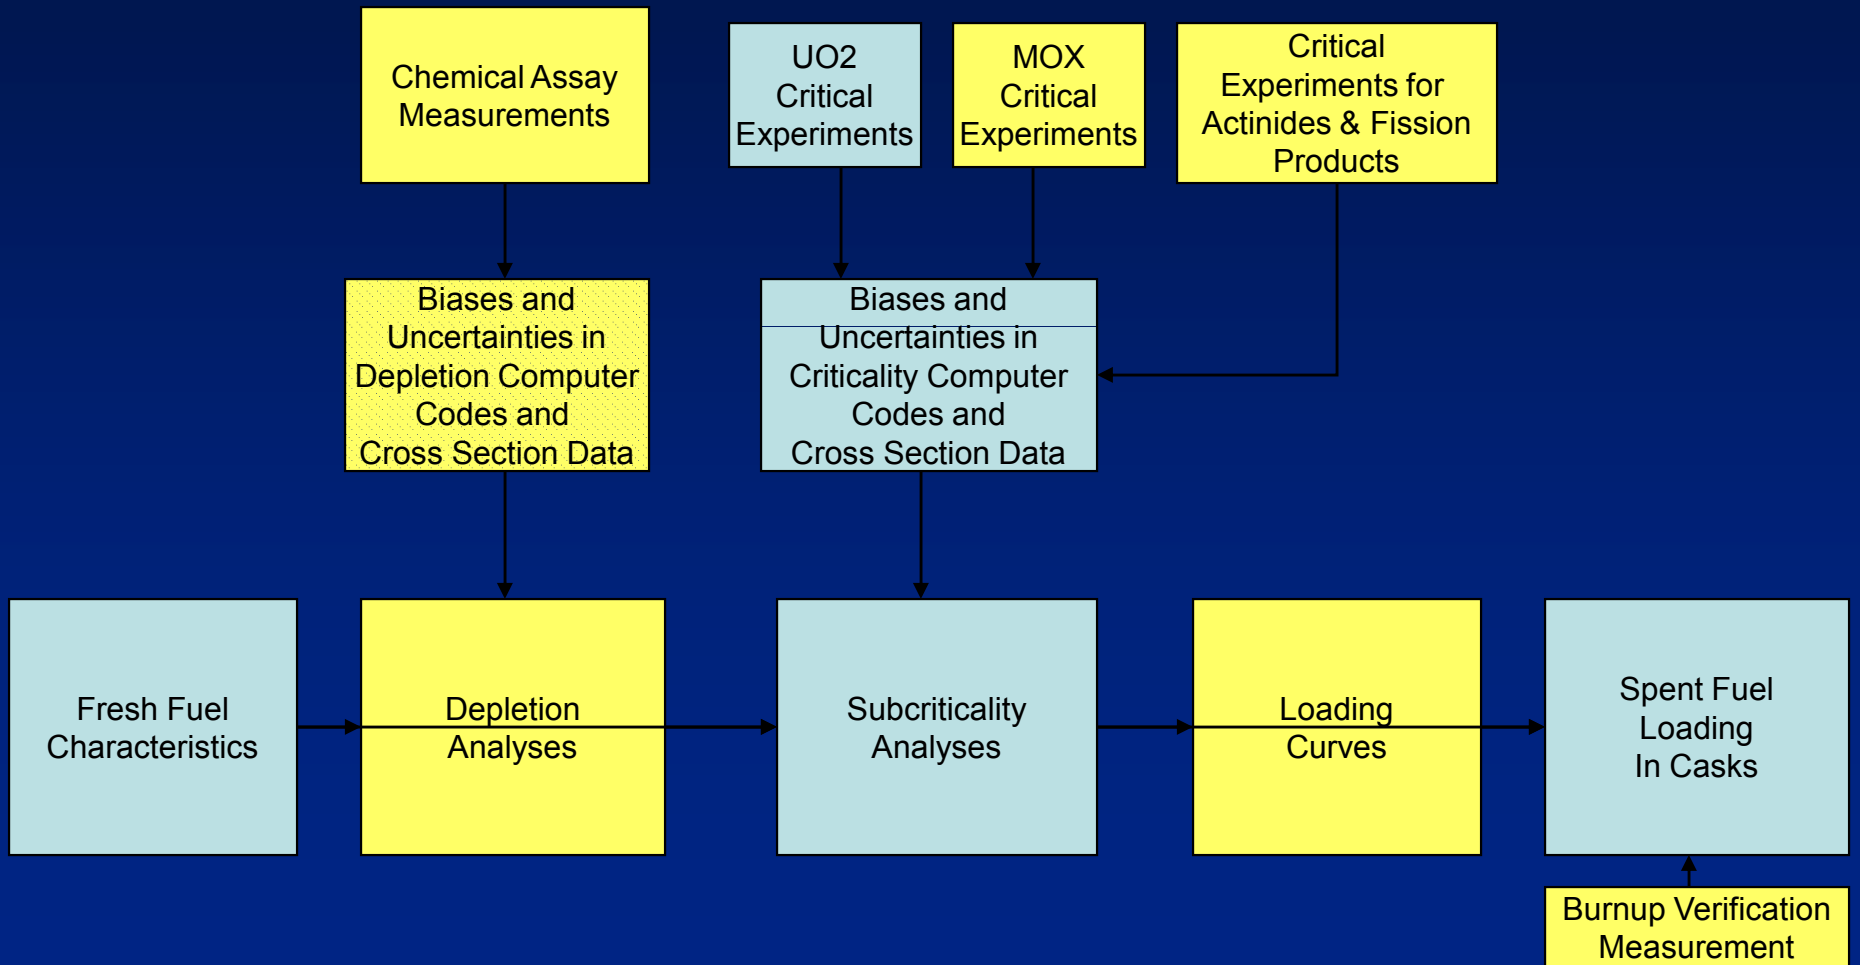 Chemical Assay
Measurements
UO2
Critical
Experiments
MOX
Critical
Experiments
Critical
Experiments for
Actinides & Fission
Products
Biases and
Uncertainties in
Depletion Computer
Codes and
Cross Section Data
Biases and
Uncertainties in
Criticality Computer
Codes and
Cross Section Data
Fresh Fuel
Characteristics
Depletion
Analyses
Subcriticality
Analyses
Loading
Curves
Spent Fuel
Loading
In Casks
Burnup Verification
Measurement